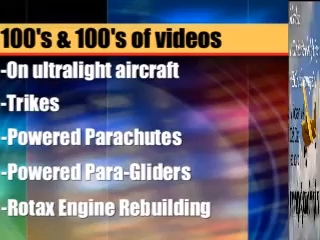 100's & 100's of videos
-On ultralight aircraft
-Trikes
-Powered Parachutes
-Powered Para-Gliders
-Rotax Engine Rebuilding